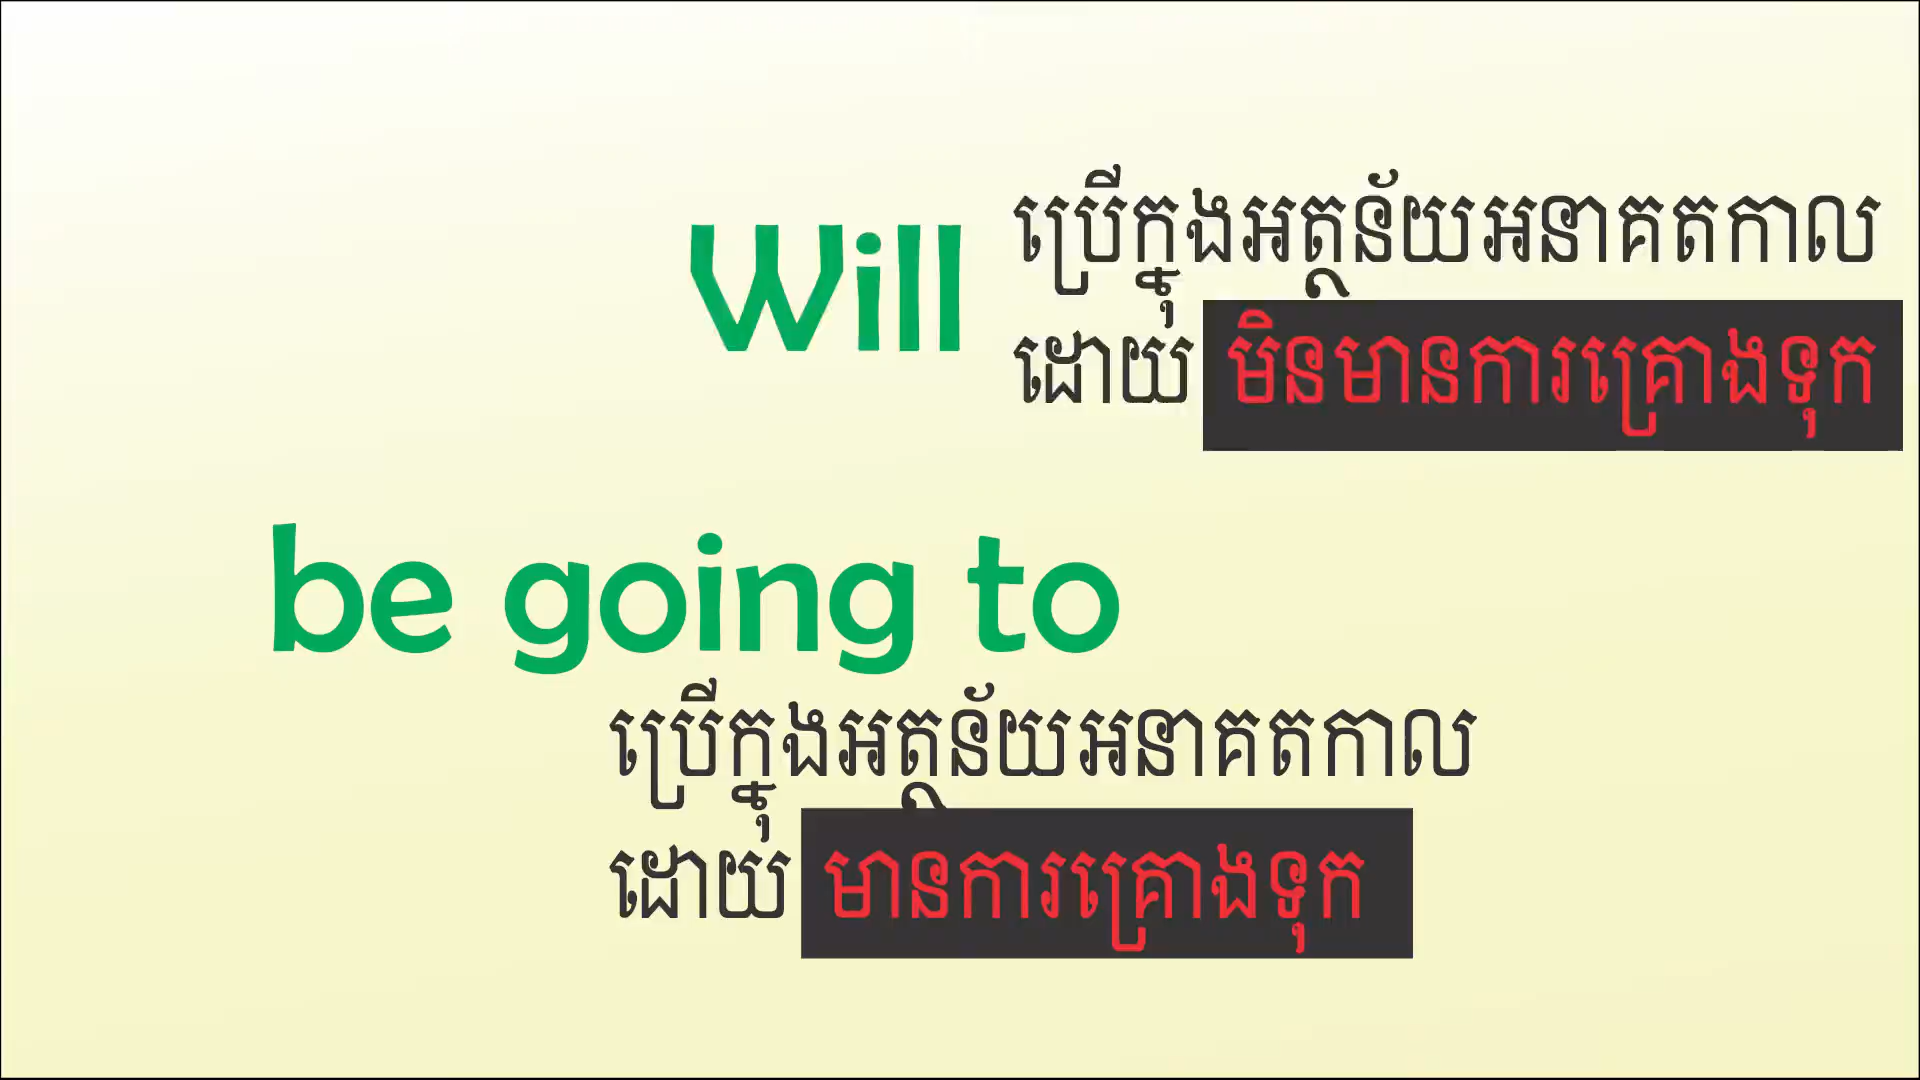 Will
ប្រើក្នុងអត្ថន័យអនាគតកាល
ដោយ មិនមានការគ្រោងទុក
be going to
ប្រើក្នុងអត្ថន័យអនាគតកាល
ដោយ មានការគ្រោងទុក